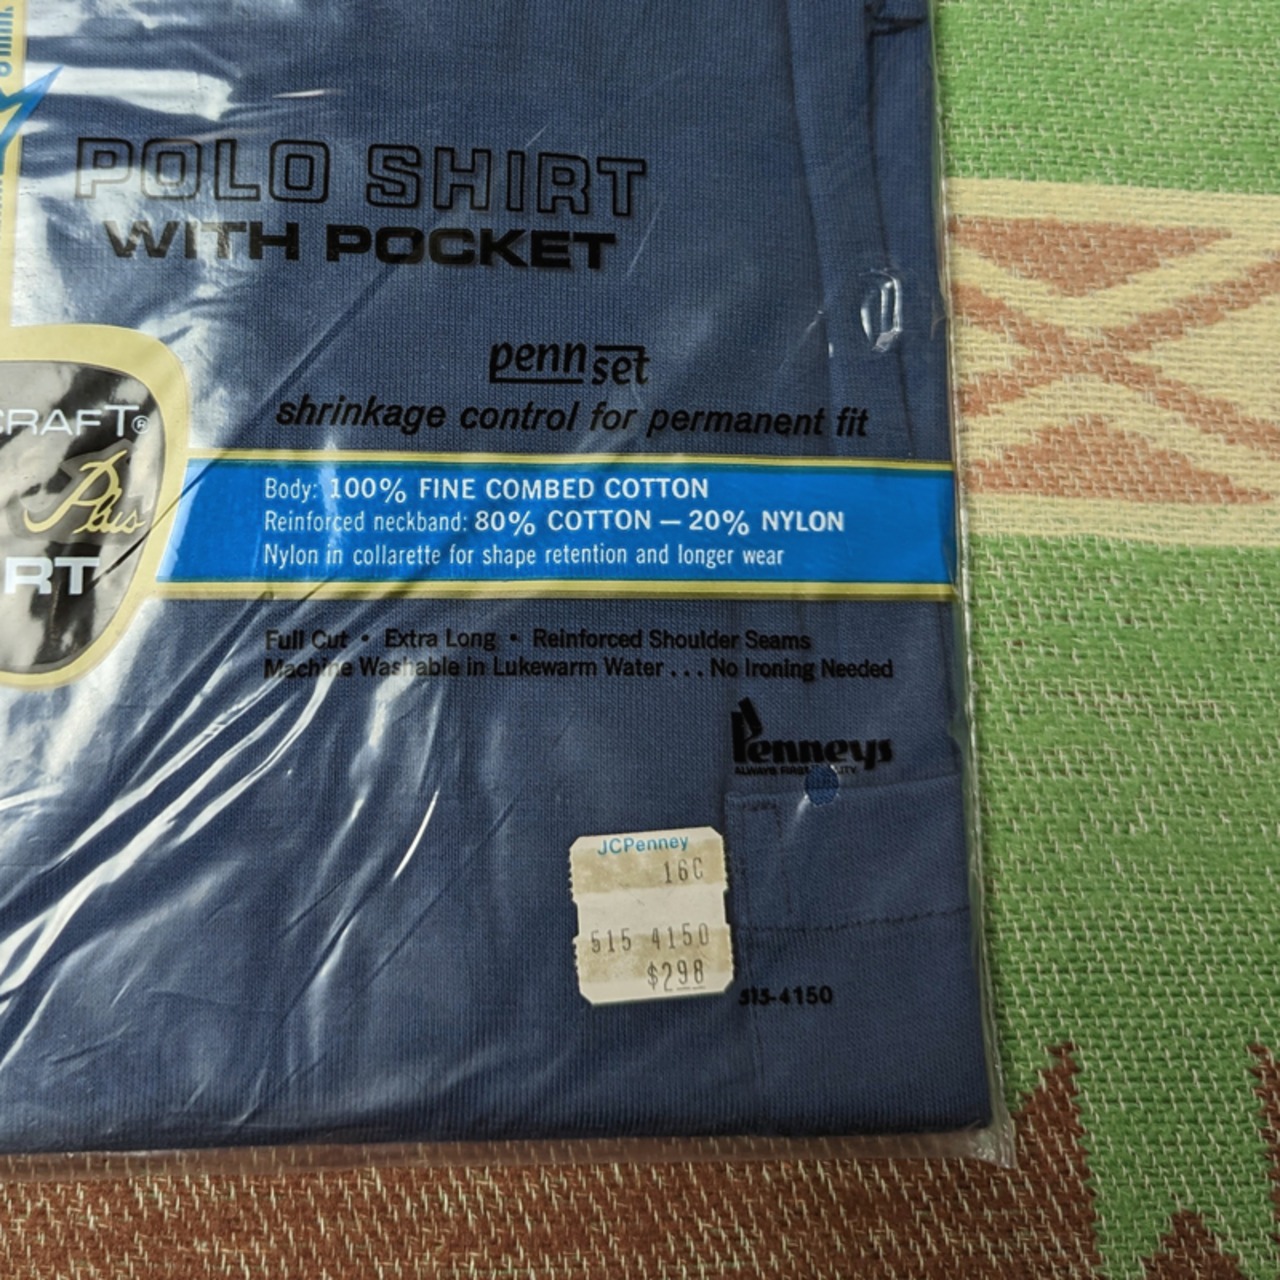 POLO SHIRT
WITH POCKET
penn set
shrinkage control for permanent fit
CRAFT®
Plus
RT
Body: 100% FINE COMBED COTTON
Reinforced neckband: 80% COTTON — 20% NYLON
Nylon in collarette for shape retention and longer wear
Full Cut • Extra Long • Reinforced Shoulder Seams
Machine Washable in Lukewarm Water . . . No Ironing Needed
Penneys
ALWAYS FIRST
JCPenney
16C
515 4150
$298
515-4150